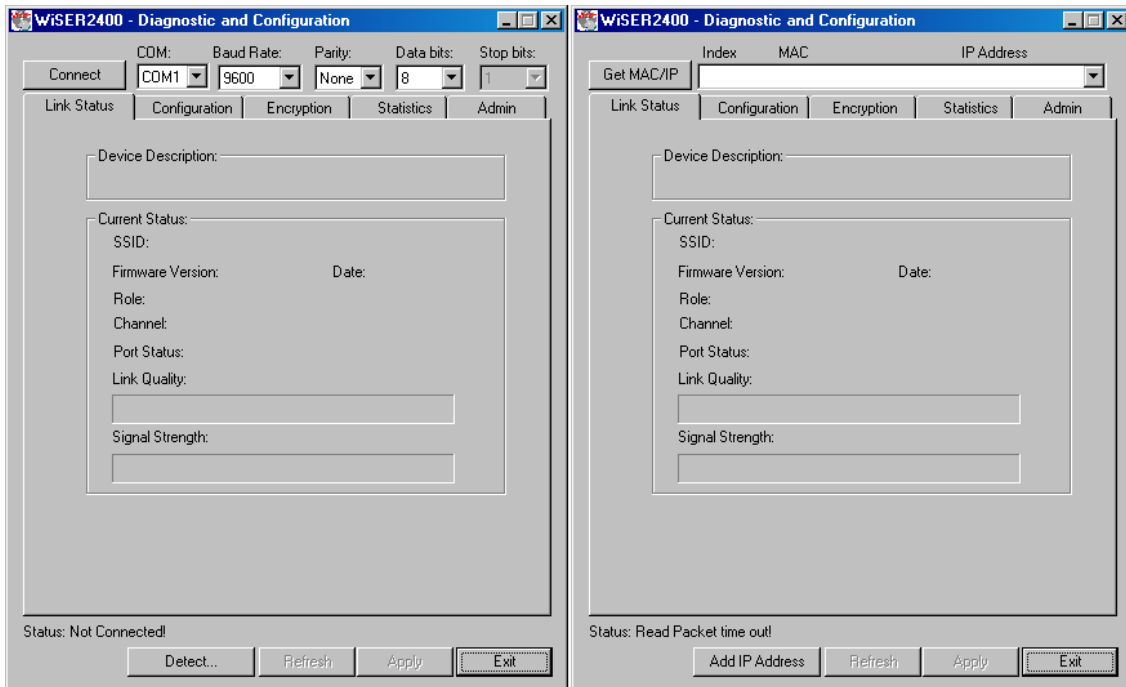 WiSER2400 - Diagnostic and Configuration
COM: Baud Rate: Parity: Data bits: Stop bits:
Connect COM1 9600 None 8 1
Link Status Configuration Encryption Statistics Admin
Device Description:
Current Status:
SSID:
Firmware Version: Date:
Role:
Channel:
Port Status:
Link Quality:
Signal Strength:
Status: Not Connected!
Detect... Refresh Apply Exit
WiSER2400 - Diagnostic and Configuration
Index MAC IP Address
Get MAC/IP
Link Status Configuration Encryption Statistics Admin
Device Description:
Current Status:
SSID:
Firmware Version: Date:
Role:
Channel:
Port Status:
Link Quality:
Signal Strength:
Status: Read Packet time out!
Add IP Address Refresh Apply Exit